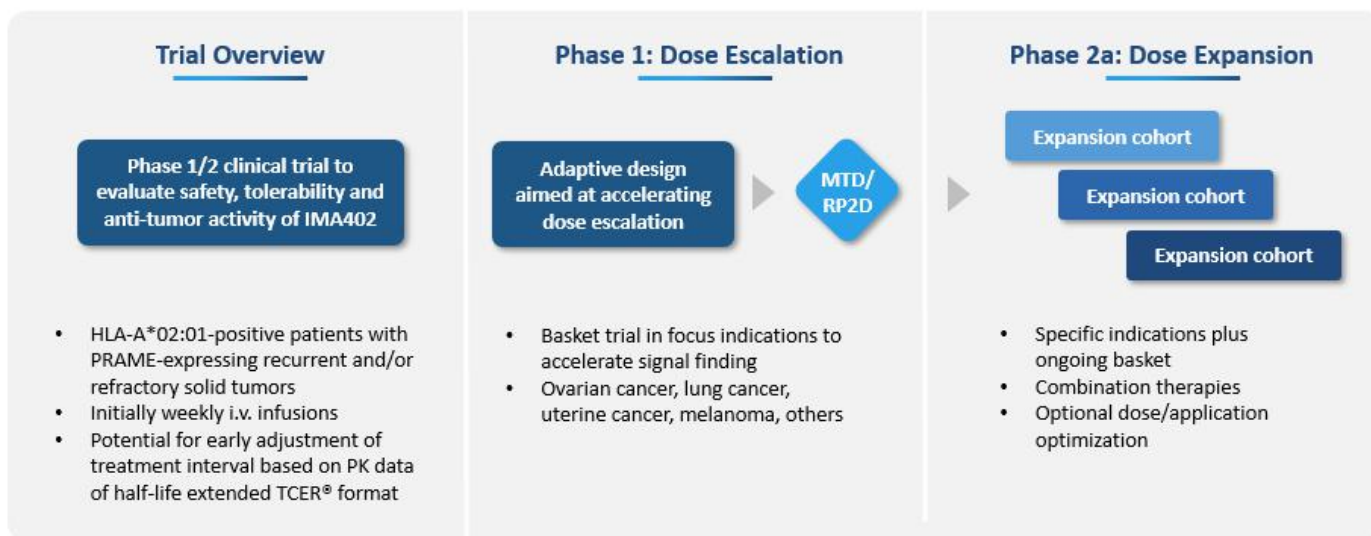 Trial Overview
Phase 1/2 clinical trial to
evaluate safety, tolerability and
anti-tumor activity of IMA402
• HLA-A*02:01-positive patients with
PRAME-expressing recurrent and/or
refractory solid tumors
• Initially weekly i.v. infusions
• Potential for early adjustment of
treatment interval based on PK data
of half-life extended TCER® format
Phase 1: Dose Escalation
Adaptive design
aimed at accelerating
dose escalation
MTD/
RP2D
• Basket trial in focus indications to
accelerate signal finding
• Ovarian cancer, lung cancer,
uterine cancer, melanoma, others
Phase 2a: Dose Expansion
Expansion cohort
Expansion cohort
Expansion cohort
• Specific indications plus
ongoing basket
• Combination therapies
• Optional dose/application
optimization